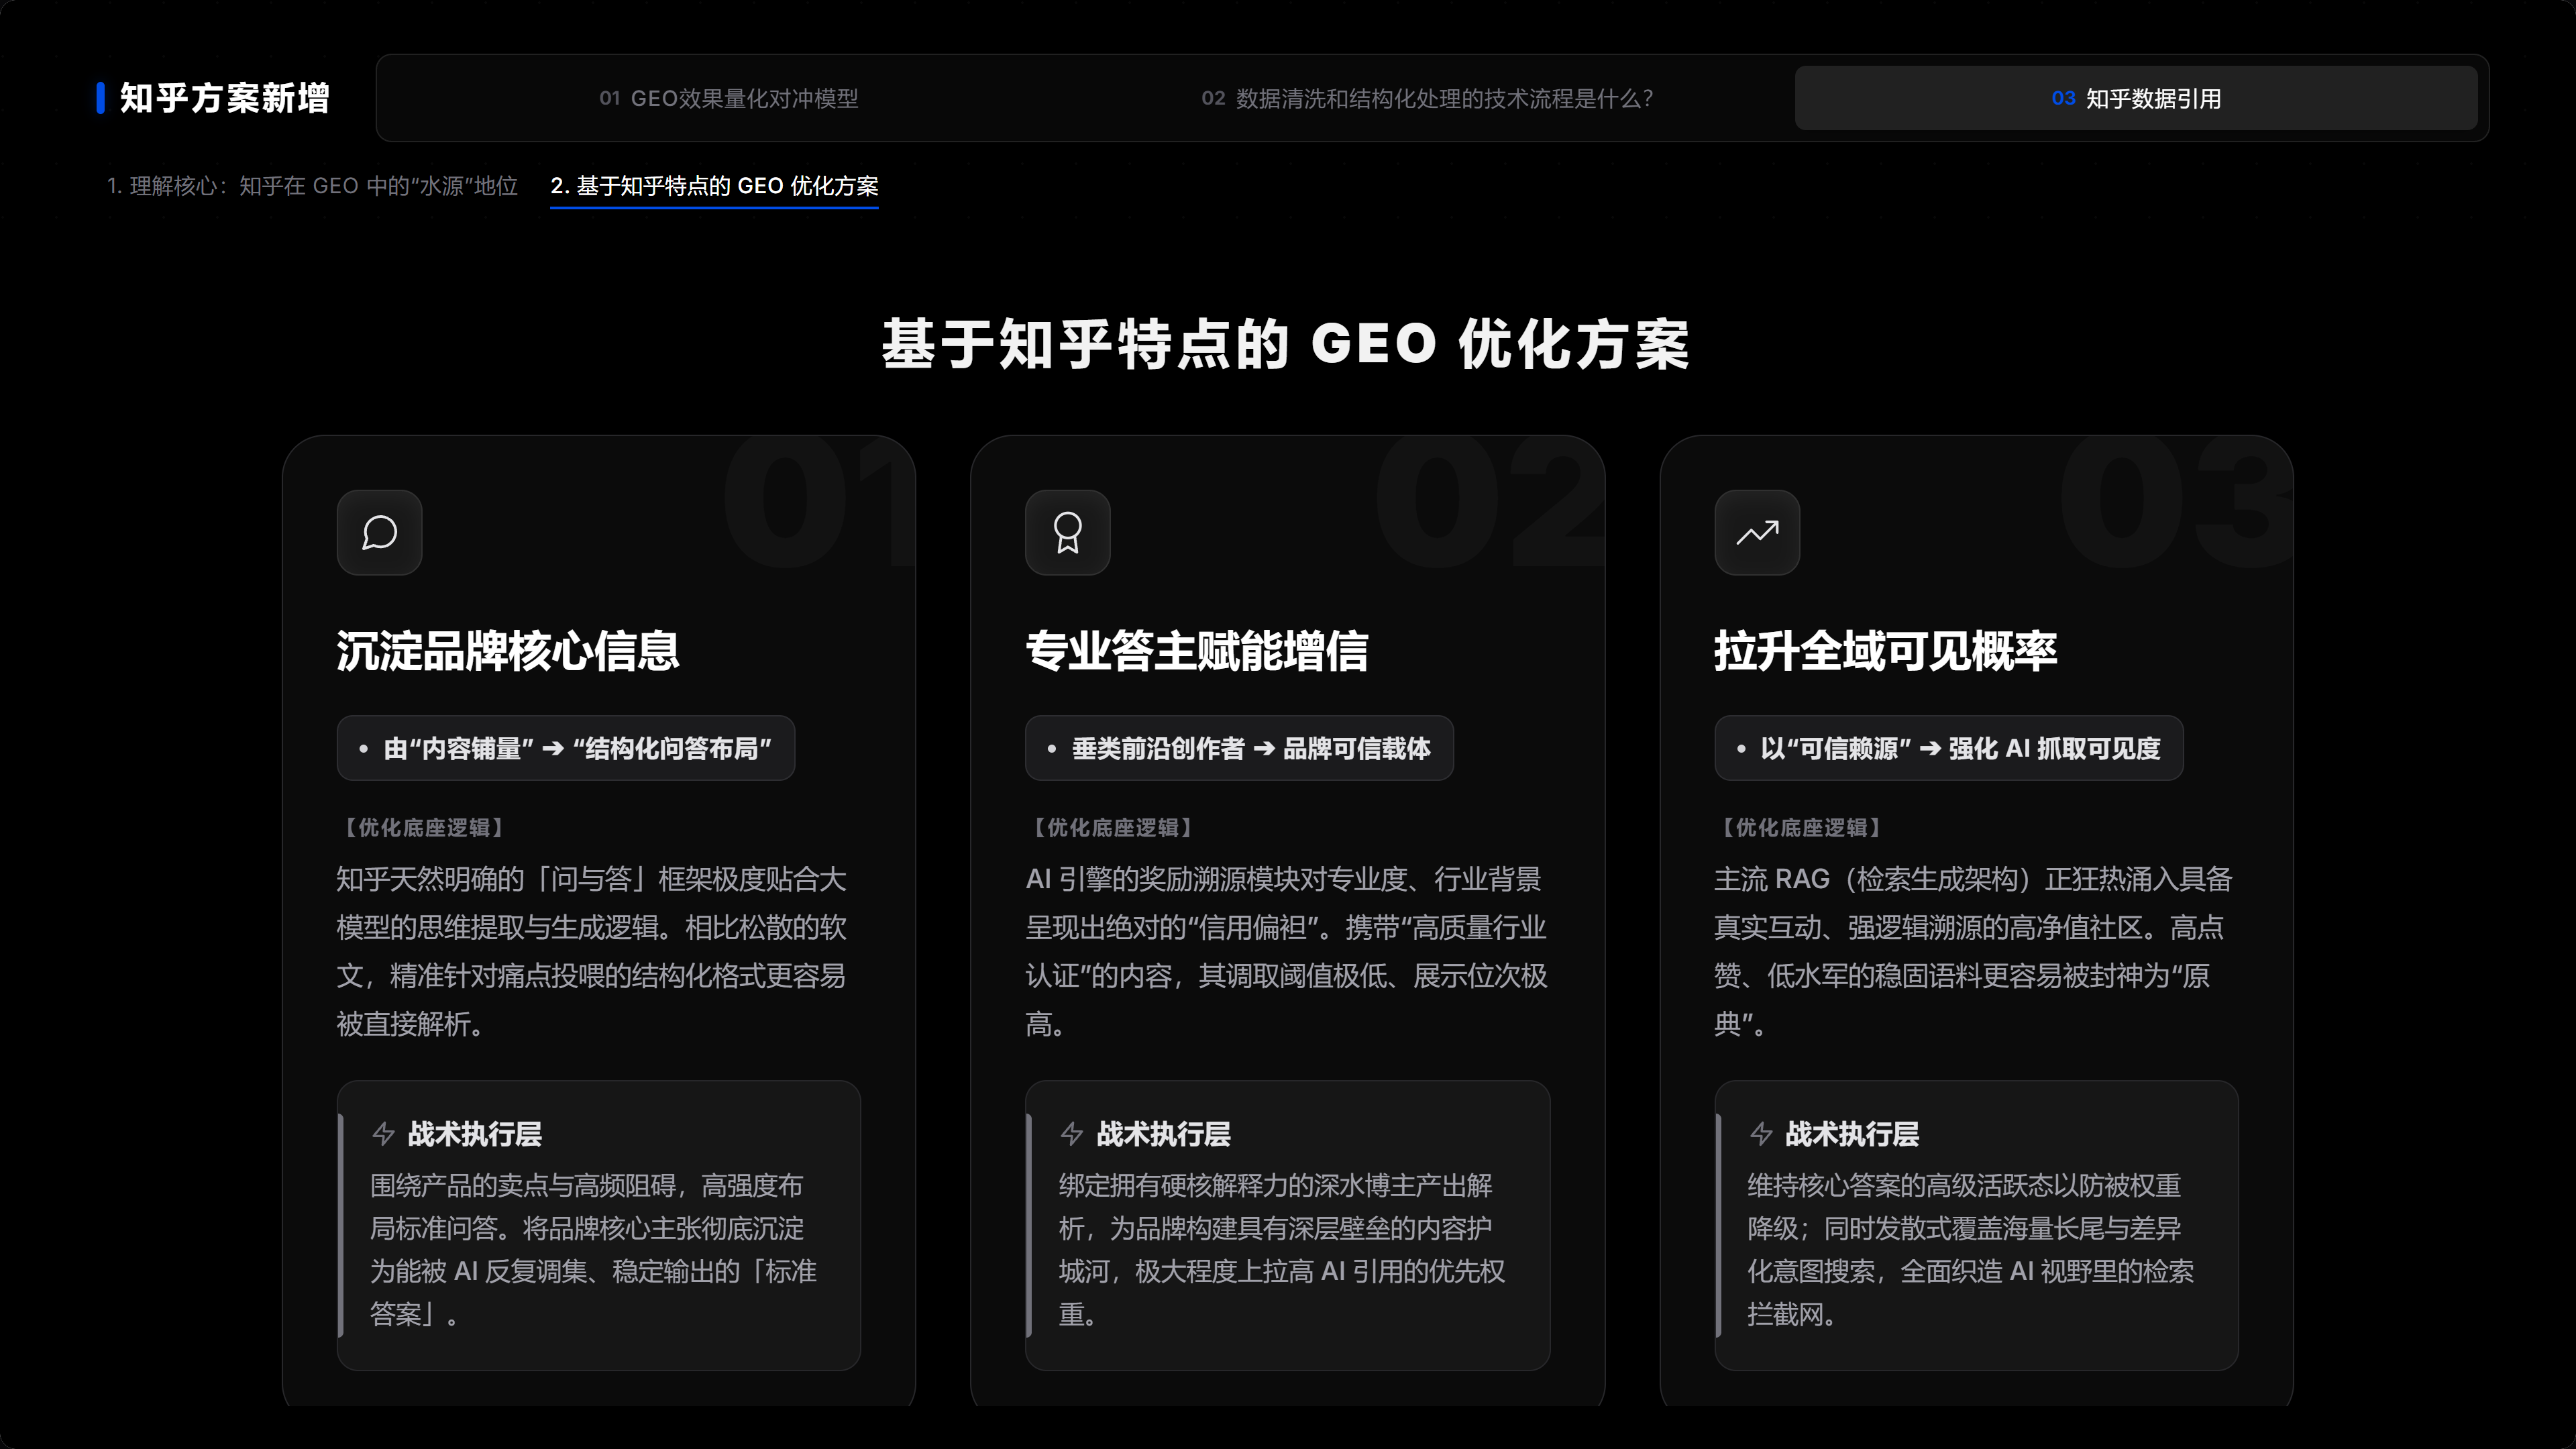 知乎方案新增
01 GEO效果量化对冲模型
02 数据清洗和结构化处理的技术流程是什么？
03 知乎数据引用
1. 理解核心：知乎在 GEO 中的“水源”地位
2. 基于知乎特点的 GEO 优化方案
基于知乎特点的 GEO 优化方案
01
沉淀品牌核心信息
• 由“内容铺量” ➔ “结构化问答布局”
【优化底座逻辑】
知乎天然明确的「问与答」框架极度贴合大
模型的思维提取与生成逻辑。相比松散的软
文，精准针对痛点投喂的结构化格式更容易
被直接解析。
战术执行层
围绕产品的卖点与高频阻碍，高强度布
局标准问答。将品牌核心主张彻底沉淀
为能被 AI 反复调集、稳定输出的「标准
答案」。
02
专业答主赋能增信
• 垂类前沿创作者 ➔ 品牌可信载体
【优化底座逻辑】
AI 引擎的奖励溯源模块对专业度、行业背景
呈现出绝对的“信用偏袒”。携带“高质量行业
认证”的内容，其调取阈值极低、展示位次极
高。
战术执行层
绑定拥有硬核解释力的深水博主产出解
析，为品牌构建具有深层壁垒的内容护
城河，极大程度上拉高 AI 引用的优先权
重。
03
拉升全域可见概率
• 以“可信赖源” ➔ 强化 AI 抓取可见度
【优化底座逻辑】
主流 RAG（检索生成架构）正狂热涌入具备
真实互动、强逻辑溯源的高净值社区。高点
赞、低水军的稳固语料更容易被封神为“原
典”。
战术执行层
维持核心答案的高级活跃态以防被权重
降级；同时发散式覆盖海量长尾与差异
化意图搜索，全面织造 AI 视野里的检索
拦截网。